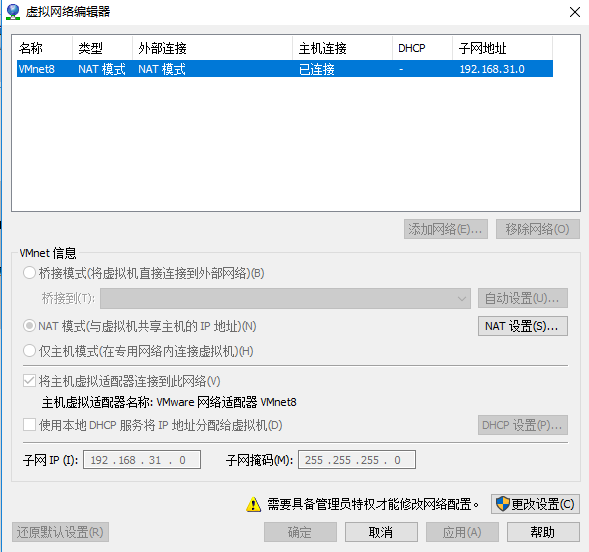 虚拟网络编辑器
名称 类型 外部连接 主机连接 DHCP 子网地址
VMnet8 NAT 模式 NAT 模式 已连接 - 192.168.31.0
添加网络(E)... 移除网络(O)
VMnet 信息
桥接模式(将虚拟机直接连接到外部网络)(B)
桥接到(T): 自动设置(U)...
NAT 模式(与虚拟机共享主机的 IP 地址)(N) NAT 设置(S)...
仅主机模式(在专用网络内连接虚拟机)(H)
将主机虚拟适配器连接到此网络(V)
主机虚拟适配器名称: VMware 网络适配器 VMnet8
使用本地 DHCP 服务将 IP 地址分配给虚拟机(D) DHCP 设置(P)...
子网 IP (I): 192 . 168 . 31 . 0 子网掩码(M): 255 . 255 . 255 . 0
需要具备管理员特权才能修改网络配置。 更改设置(C)
还原默认设置(R) 确定 取消 应用(A) 帮助